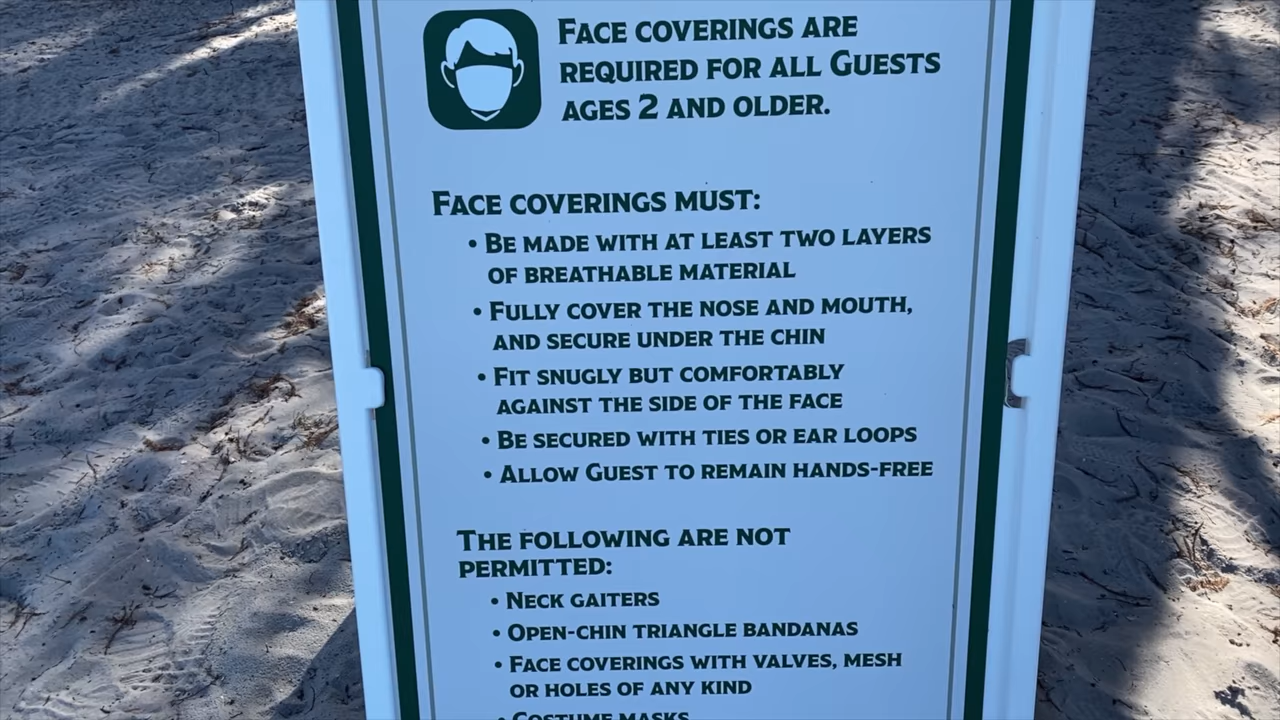 FACE COVERINGS ARE
REQUIRED FOR ALL GUESTS
AGES 2 AND OLDER.
FACE COVERINGS MUST:
• BE MADE WITH AT LEAST TWO LAYERS
OF BREATHABLE MATERIAL
• FULLY COVER THE NOSE AND MOUTH,
AND SECURE UNDER THE CHIN
• FIT SNUGLY BUT COMFORTABLY
AGAINST THE SIDE OF THE FACE
• BE SECURED WITH TIES OR EAR LOOPS
• ALLOW GUEST TO REMAIN HANDS-FREE
THE FOLLOWING ARE NOT
PERMITTED:
• NECK GAITERS
• OPEN-CHIN TRIANGLE BANDANAS
• FACE COVERINGS WITH VALVES, MESH
OR HOLES OF ANY KIND
• COSTUME MASKS